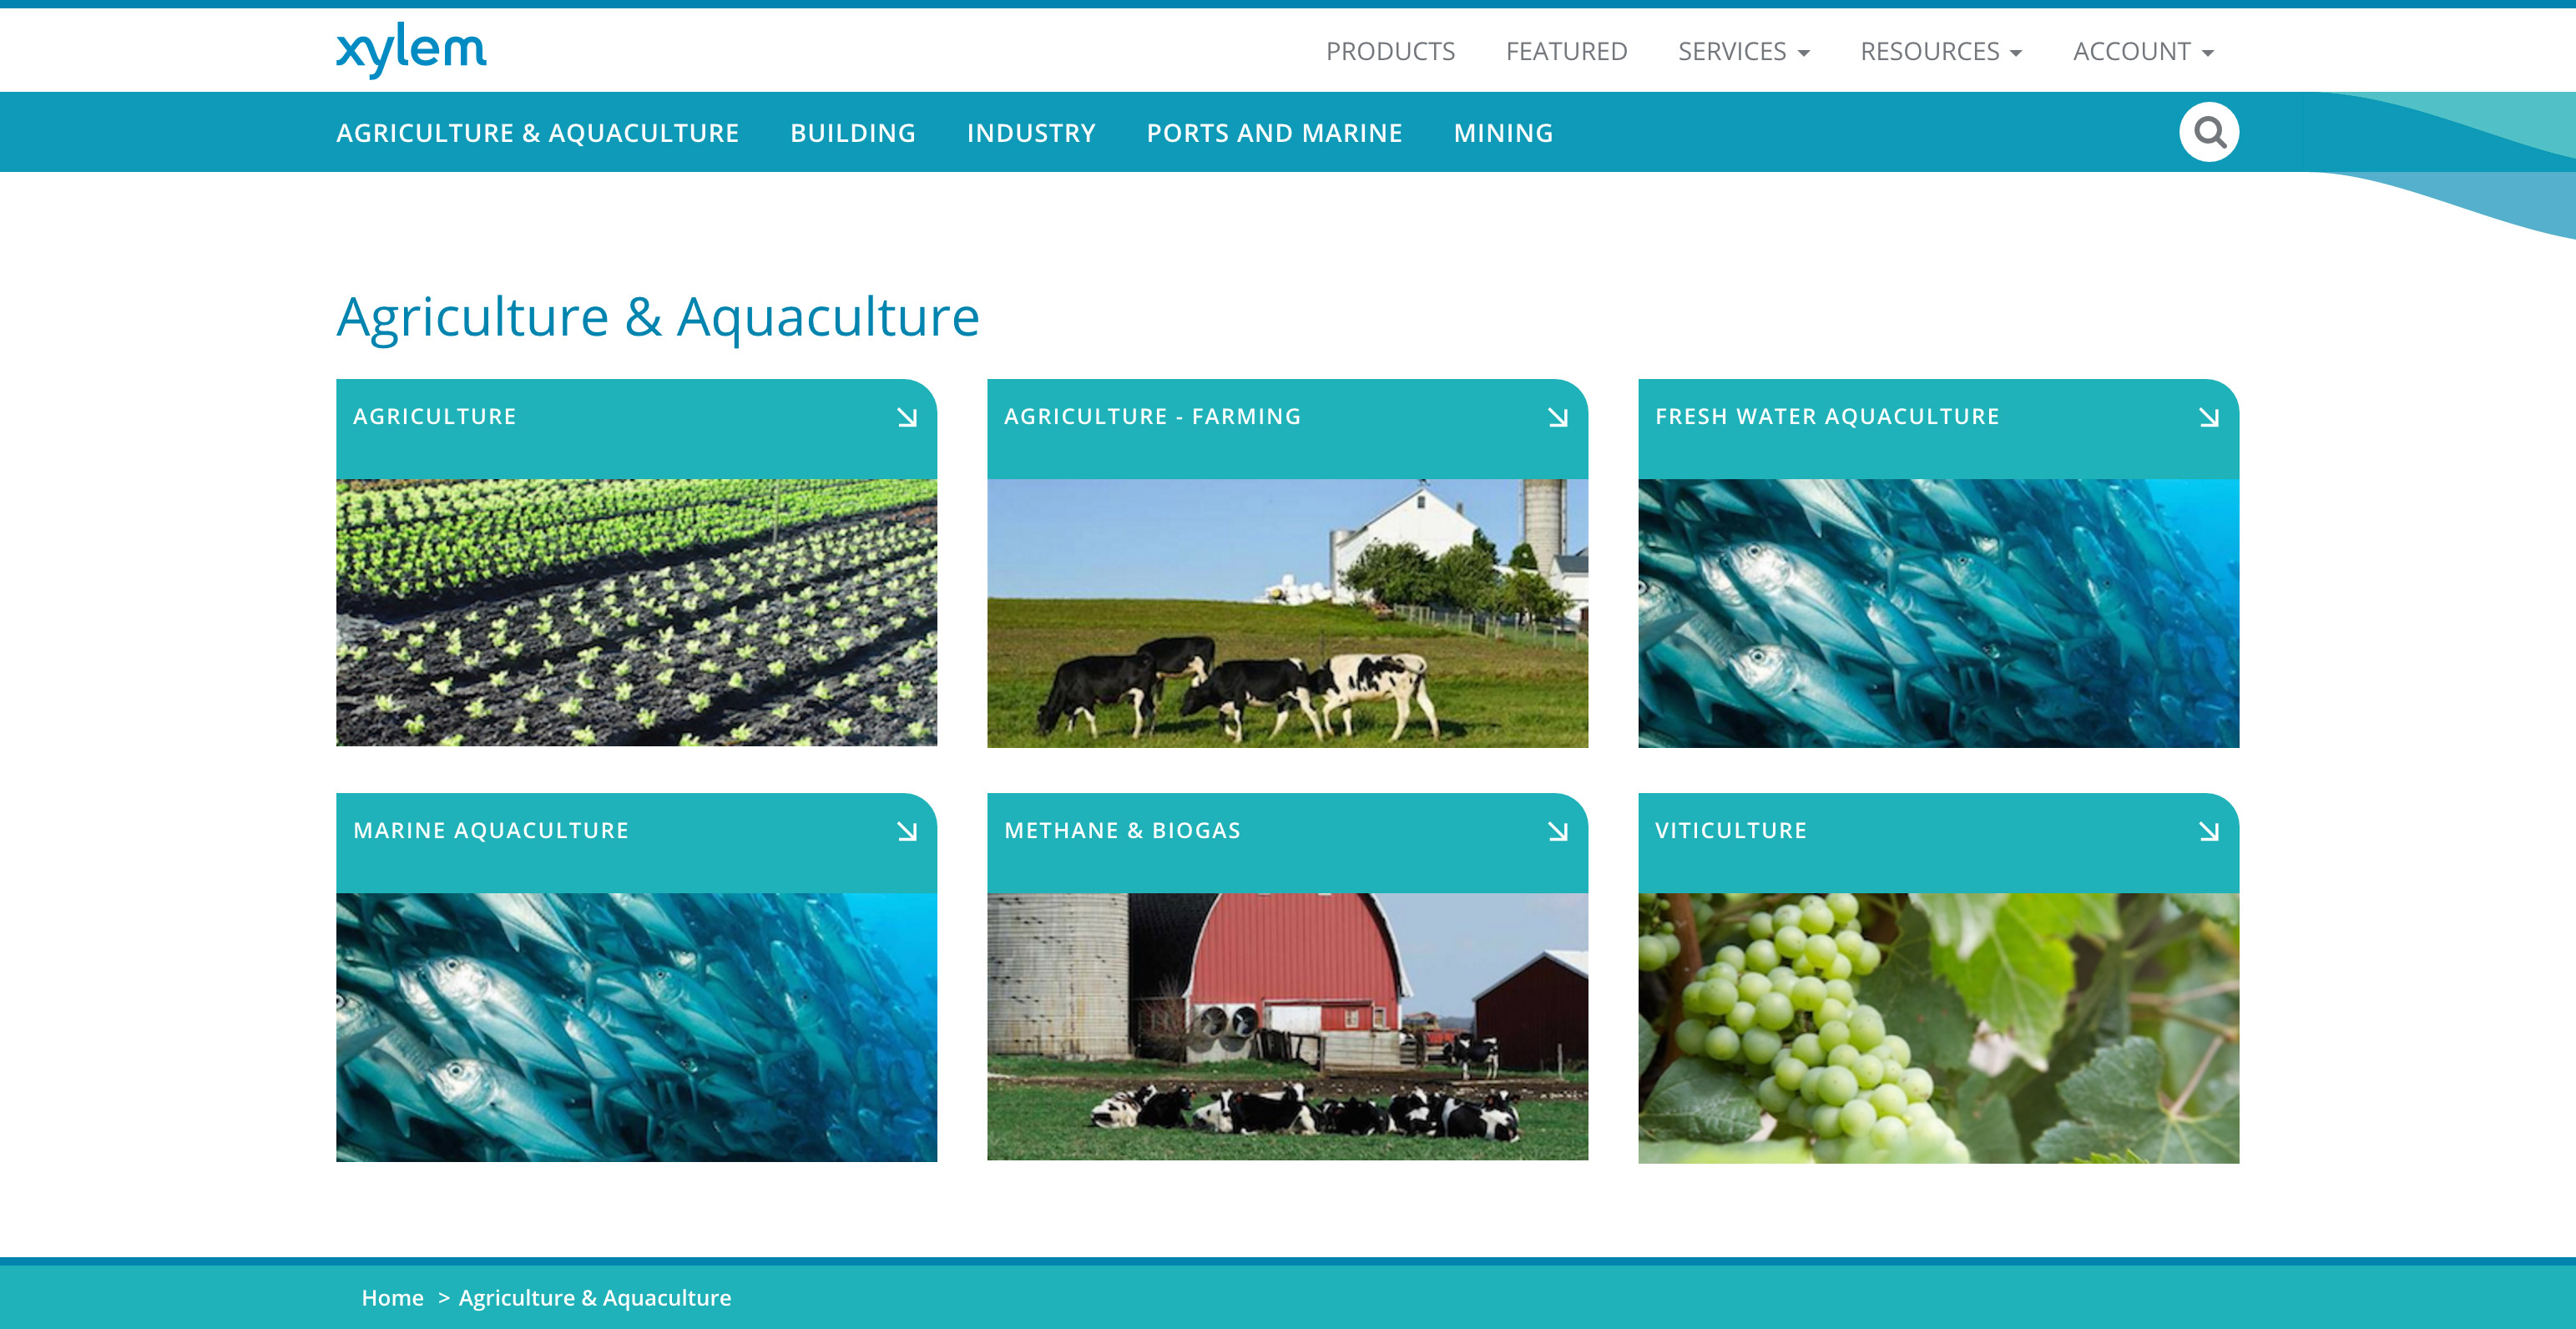 xylem
PRODUCTS FEATURED SERVICES RESOURCES ACCOUNT
AGRICULTURE & AQUACULTURE BUILDING INDUSTRY PORTS AND MARINE MINING
Agriculture & Aquaculture
AGRICULTURE
AGRICULTURE - FARMING
FRESH WATER AQUACULTURE
MARINE AQUACULTURE
METHANE & BIOGAS
VITICULTURE
Home > Agriculture & Aquaculture